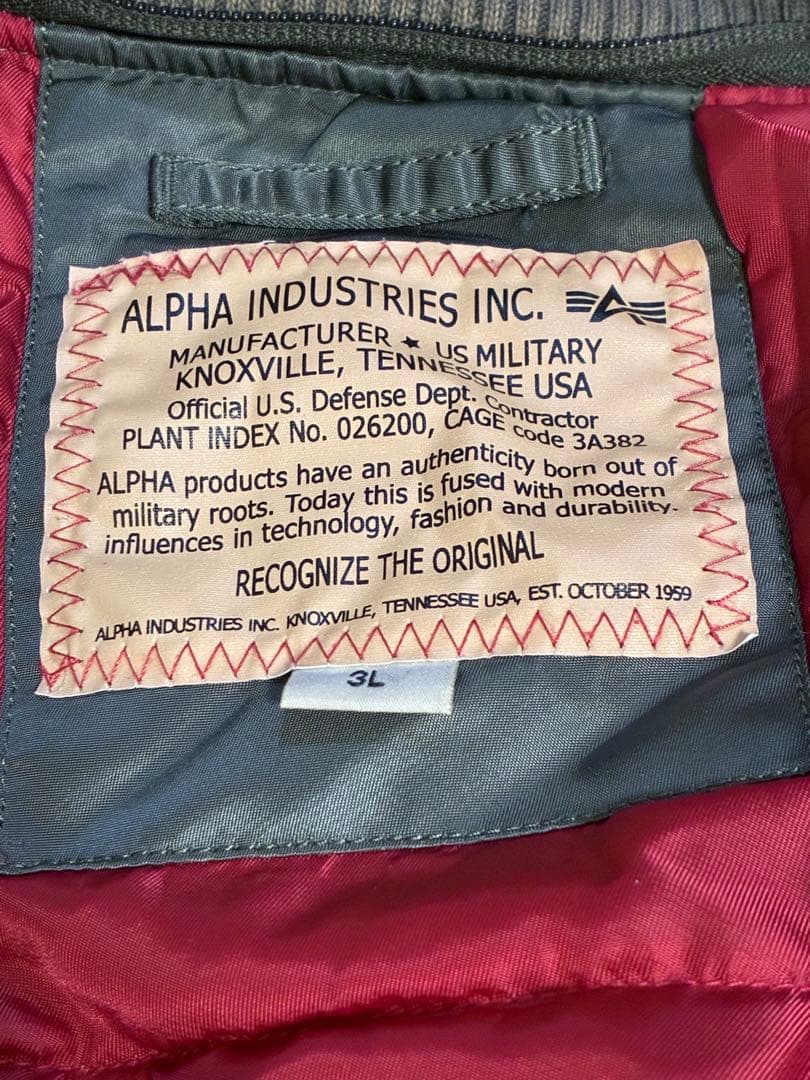 ALPHA INDUSTRIES INC.
MANUFACTURER ★ US MILITARY
KNOXVILLE, TENNESSEE USA
Official U.S. Defense Dept. Contractor
PLANT INDEX No. 026200, CAGE code 3A382
ALPHA products have an authenticity born out of
military roots. Today this is fused with modern
influences in technology, fashion and durability.
RECOGNIZE THE ORIGINAL
ALPHA INDUSTRIES INC. KNOXVILLE, TENNESSEE USA, EST. OCTOBER 1959
3L